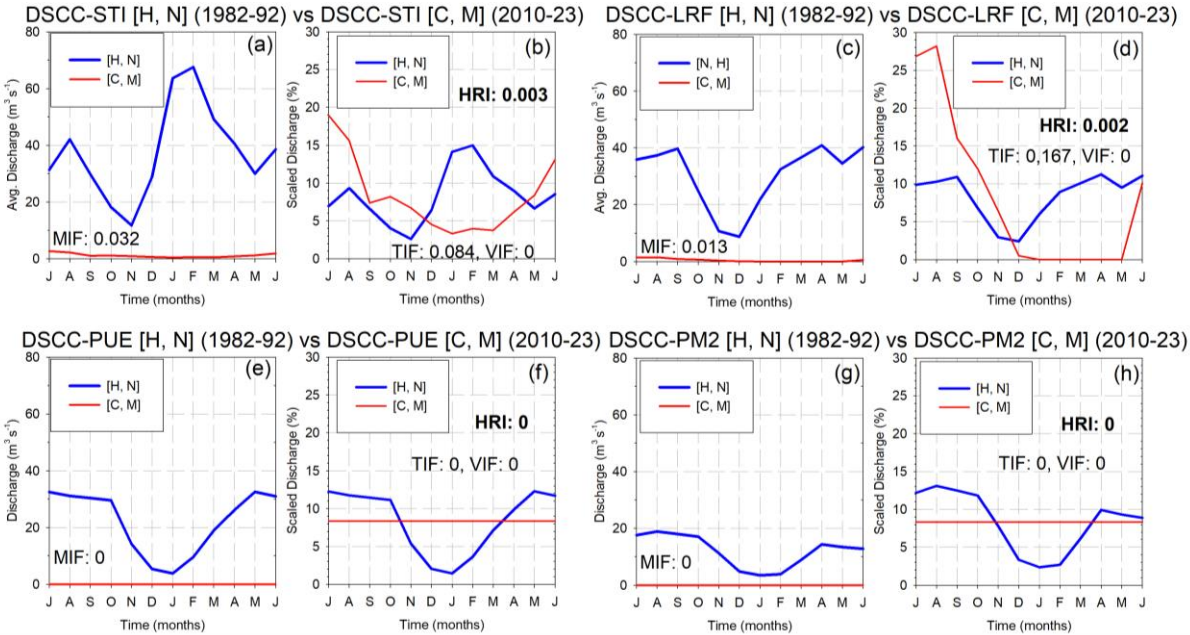 DSCC-STI [H, N] (1982-92) vs DSCC-STI [C, M] (2010-23)
(a)
[H, N]
[C, M]
MIF: 0.032
Avg. Discharge (m³ s⁻¹)
80
60
40
20
0
J A S O N D J F M A M J
Time (months)
(b)
[H, N]
[C, M]
HRI: 0.003
TIF: 0.084, VIF: 0
Scaled Discharge (%)
30
25
20
15
10
5
0
J A S O N D J F M A M J
Time (months)
DSCC-LRF [H, N] (1982-92) vs DSCC-LRF [C, M] (2010-23)
(c)
[N, H]
[C, M]
MIF: 0.013
Avg. Discharge (m³ s⁻¹)
80
60
40
20
0
J A S O N D J F M A M J
Time (months)
(d)
[H, N]
[C, M]
HRI: 0.002
TIF: 0,167, VIF: 0
Scaled Discharge (%)
30
25
20
15
10
5
0
J A S O N D J F M A M J
Time (months)
DSCC-PUE [H, N] (1982-92) vs DSCC-PUE [C, M] (2010-23)
(e)
[H, N]
[C, M]
MIF: 0
Discharge (m³ s⁻¹)
80
60
40
20
0
J A S O N D J F M A M J
Time (months)
(f)
[H, N]
[C, M]
HRI: 0
TIF: 0, VIF: 0
Scaled Discharge (%)
30
25
20
15
10
5
0
J A S O N D J F M A M J
Time (months)
DSCC-PM2 [H, N] (1982-92) vs DSCC-PM2 [C, M] (2010-23)
(g)
[H, N]
[C, M]
MIF: 0
Discharge (m³ s⁻¹)
80
60
40
20
0
J A S O N D J F M A M J
Time (months)
(h)
[H, N]
[C, M]
HRI: 0
TIF: 0, VIF: 0
Scaled Discharge (%)
30
25
20
15
10
5
0
J A S O N D J F M A M J
Time (months)